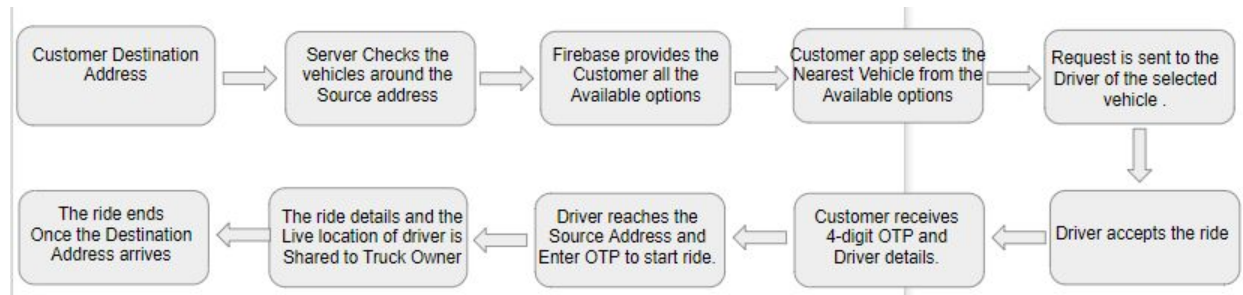 Customer Destination
Address
Server Checks the
vehicles around the
Source address
Firebase provides the
Customer all the
Available options
Customer app selects the
Nearest Vehicle from the
Available options
Request is sent to the
Driver of the selected
vehicle .
Driver accepts the ride
Customer receives
4-digit OTP and
Driver details.
Driver reaches the
Source Address and
Enter OTP to start ride.
The ride details and the
Live location of driver is
Shared to Truck Owner
The ride ends
Once the Destination
Address arrives